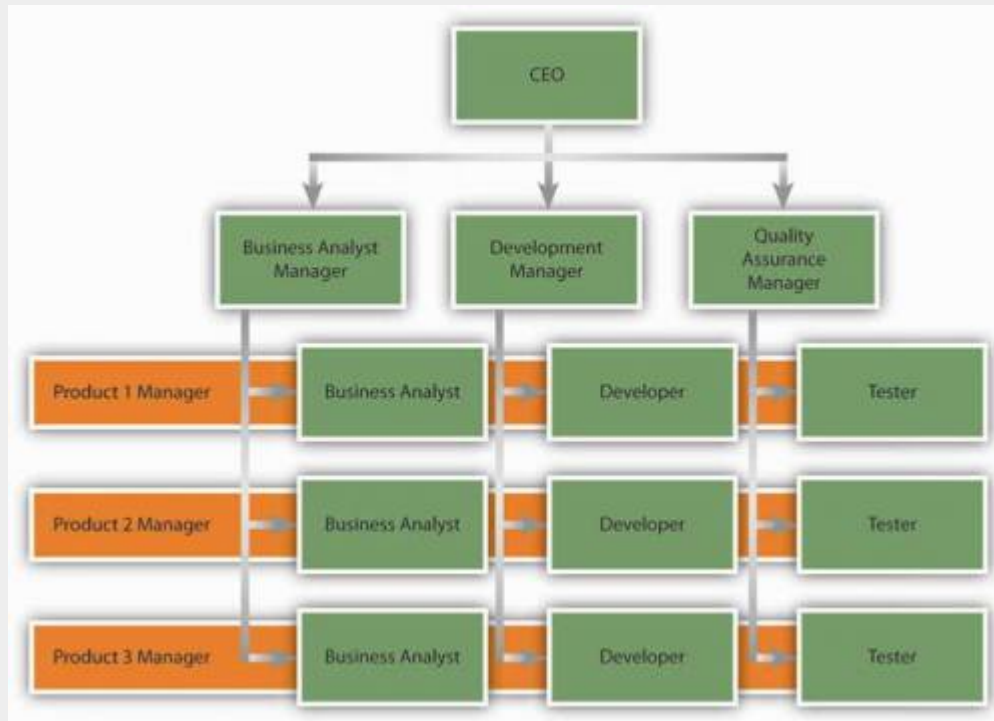 CEO
Business Analyst
Manager
Development
Manager
Quality
Assurance
Manager
Product 1 Manager
Business Analyst
Developer
Tester
Product 2 Manager
Business Analyst
Developer
Tester
Product 3 Manager
Business Analyst
Developer
Tester